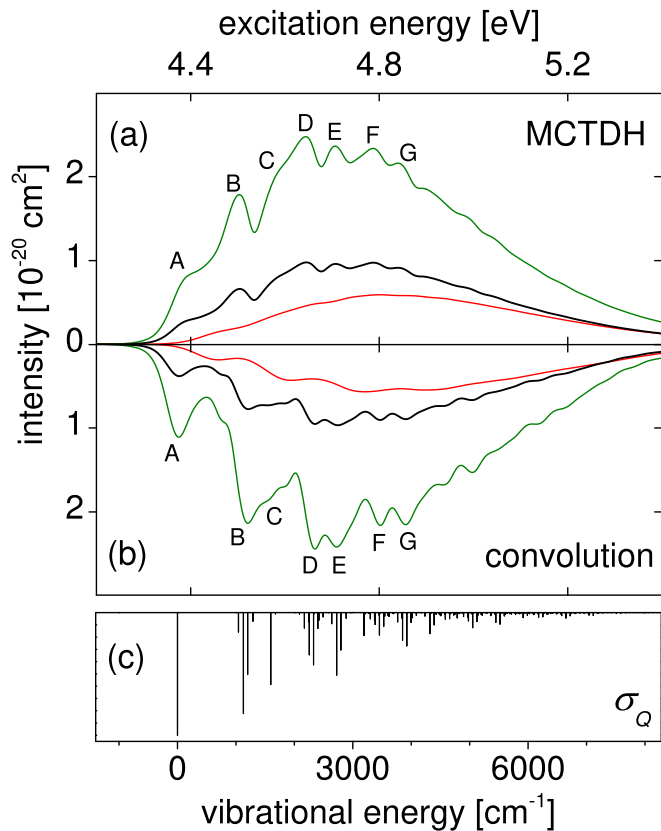 excitation energy [eV]
4.4 4.8 5.2
(a) MCTDH
A B C D E F G
2
1
0
intensity [10⁻²⁰ cm²]
1
2
A B C D E F G
(b) convolution
(c) σ_Q
0 3000 6000
vibrational energy [cm⁻¹]